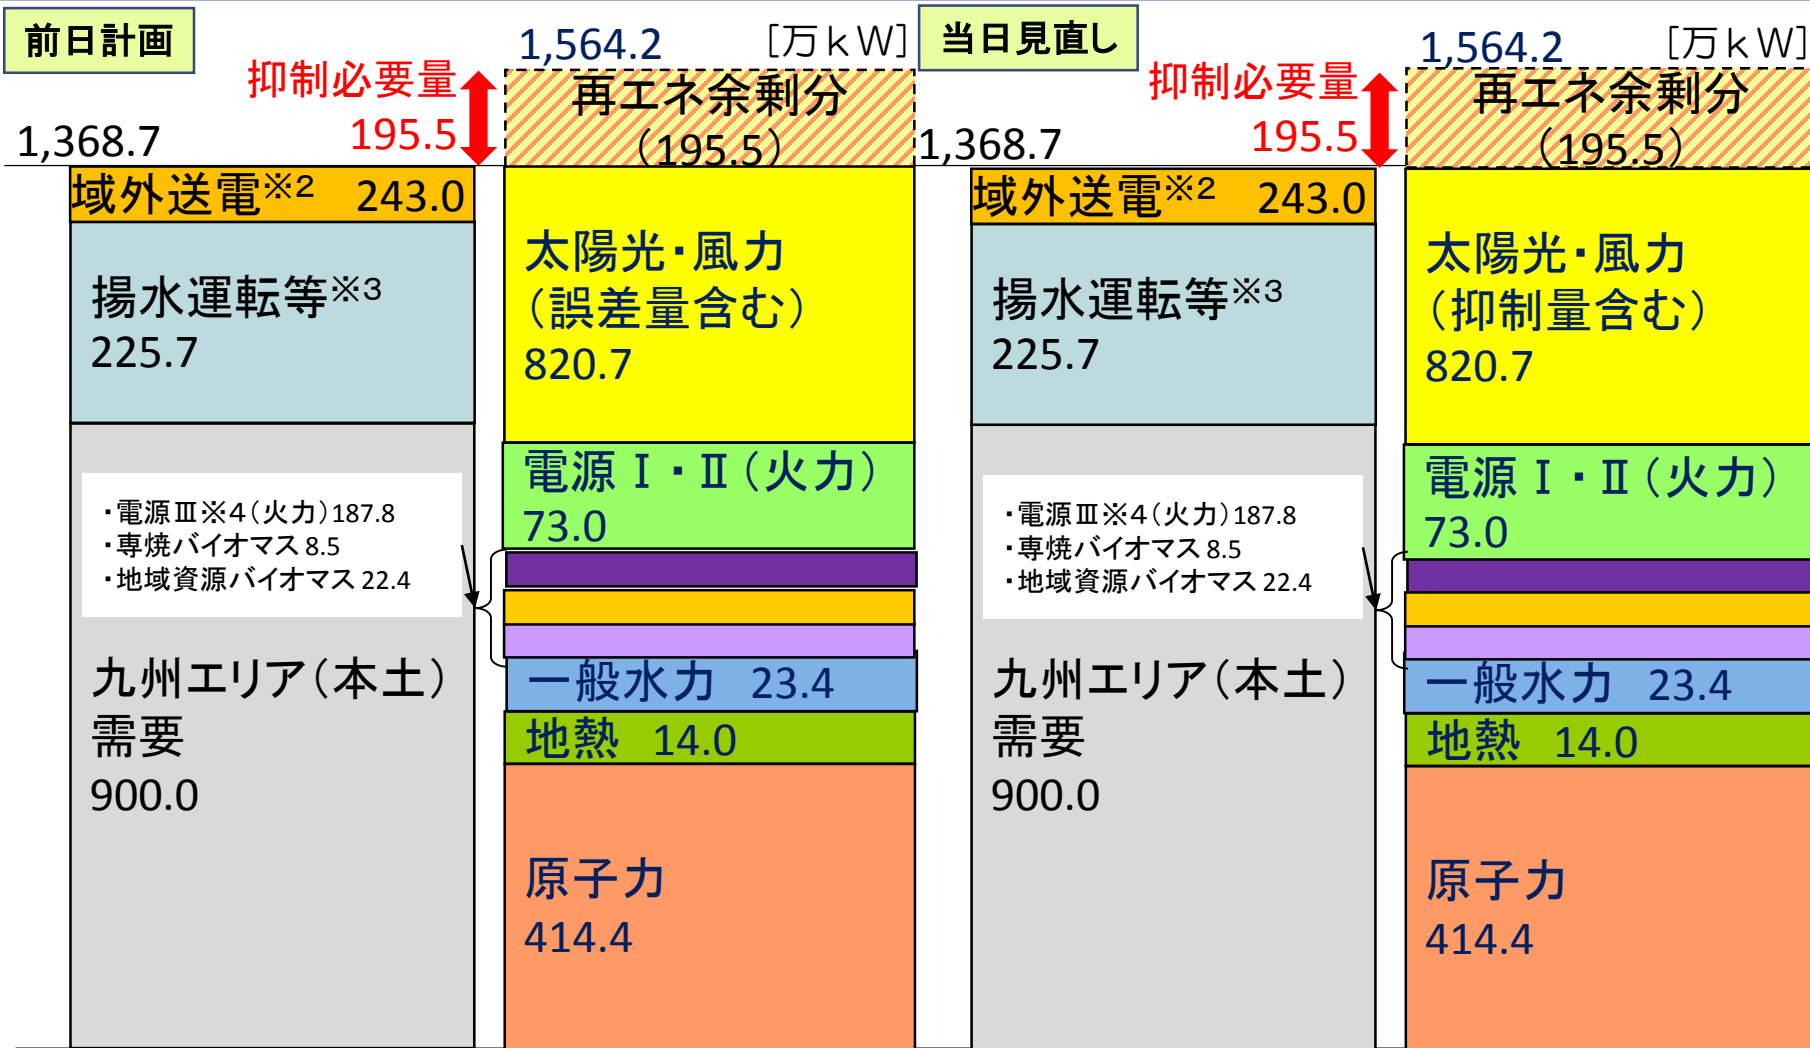 前日計画
1,564.2 [万kW]
抑制必要量
195.5
1,368.7
再エネ余剰分
(195.5)
域外送電※2 243.0
揚水運転等※3
225.7
・電源Ⅲ※4(火力)187.8
・専焼バイオマス 8.5
・地域資源バイオマス 22.4
九州エリア(本土)
需要
900.0
太陽光・風力
(誤差量含む)
820.7
電源Ⅰ・Ⅱ(火力)
73.0
一般水力 23.4
地熱 14.0
原子力
414.4
当日見直し
1,564.2 [万kW]
抑制必要量
195.5
1,368.7
再エネ余剰分
(195.5)
域外送電※2 243.0
揚水運転等※3
225.7
・電源Ⅲ※4(火力)187.8
・専焼バイオマス 8.5
・地域資源バイオマス 22.4
九州エリア(本土)
需要
900.0
太陽光・風力
(抑制量含む)
820.7
電源Ⅰ・Ⅱ(火力)
73.0
一般水力 23.4
地熱 14.0
原子力
414.4